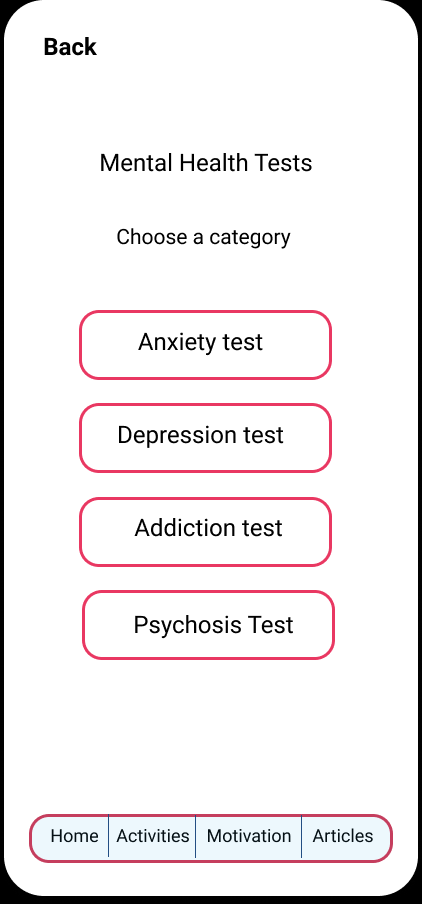 Back
Mental Health Tests
Choose a category
Anxiety test
Depression test
Addiction test
Psychosis Test
Home Activities Motivation Articles